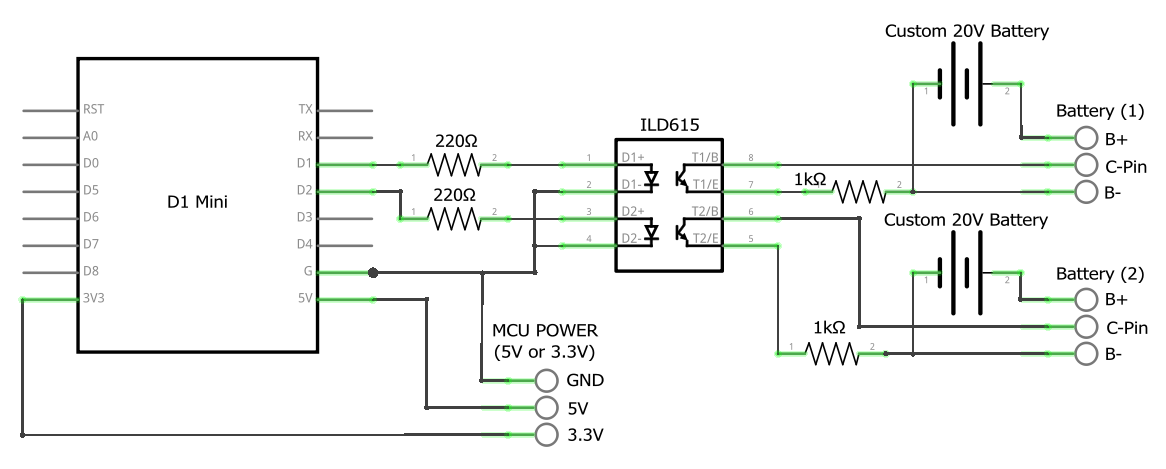 Custom 20V Battery
1 2
Battery (1)
B+
C-Pin
B-
D1 Mini
RST
A0
D0
D5
D6
D7
D8
3V3
TX
RX
D1
D2
D3
D4
G
5V
220Ω
1 2
220Ω
1 2
ILD615
1 D1+ T1/B 8
2 D1- T1/E 7
3 D2+ T2/B 6
4 D2- T2/E 5
1kΩ
2
Custom 20V Battery
1 2
Battery (2)
B+
C-Pin
B-
1kΩ
1 2
MCU POWER
(5V or 3.3V)
GND
5V
3.3V